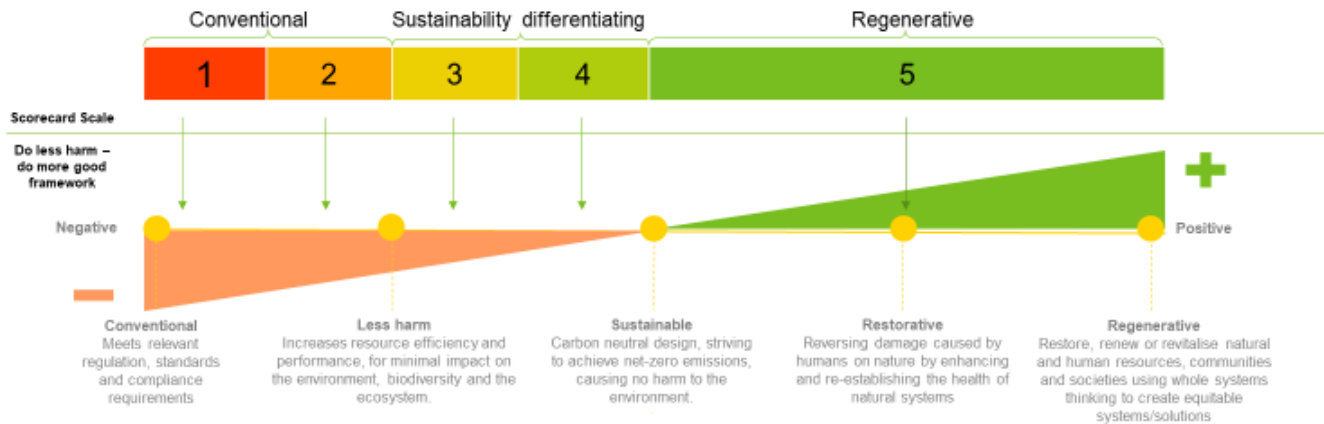 Conventional
Sustainability differentiating
Regenerative
1
2
3
4
5
Scorecard Scale
Do less harm –
do more good
framework
Negative
Positive
Conventional
Meets relevant
regulation, standards
and compliance
requirements
Less harm
Increases resource efficiency and
performance, for minimal impact on
the environment, biodiversity and the
ecosystem.
Sustainable
Carbon neutral design, striving
to achieve net-zero emissions,
causing no harm to the
environment.
Restorative
Reversing damage caused by
humans on nature by enhancing
and re-establishing the health of
natural systems
Regenerative
Restore, renew or revitalise natural
and human resources, communities
and societies using whole systems
thinking to create equitable
systems/solutions